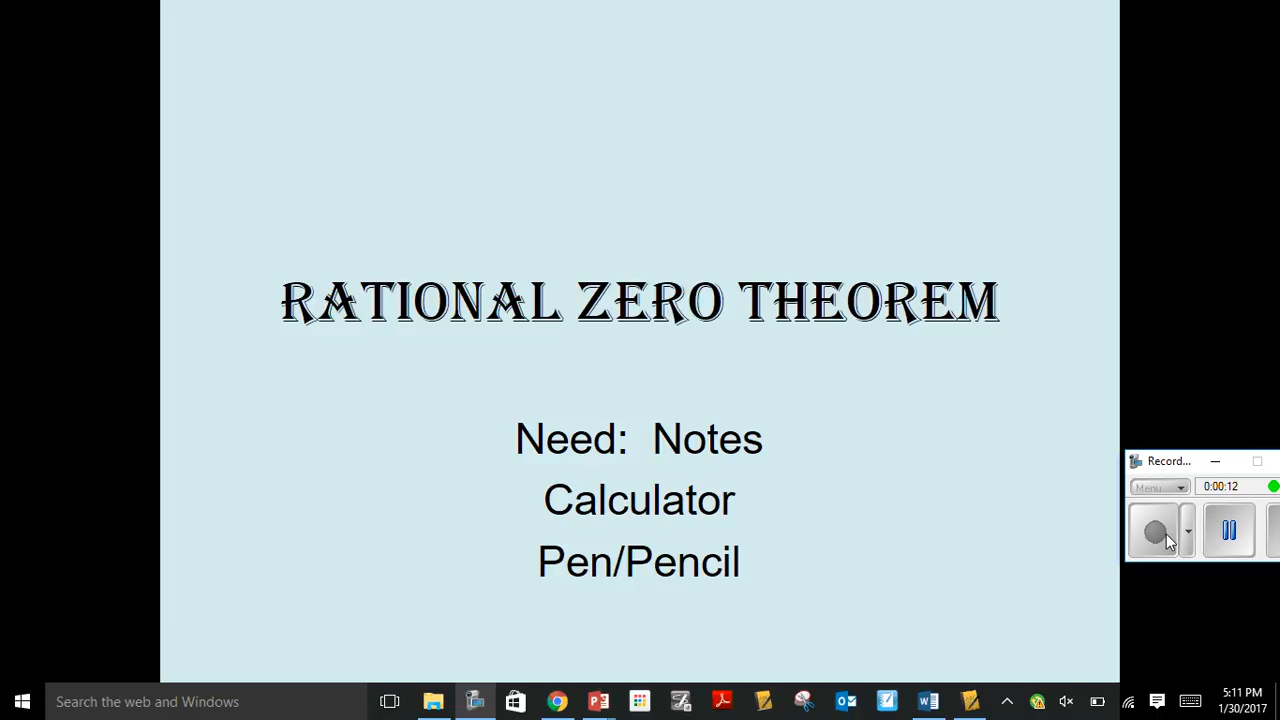 RATIONAL ZERO THEOREM
Need: Notes
Calculator
Pen/Pencil
Record...
Menu
0:00:12
Search the web and Windows
5:11 PM
1/30/2017